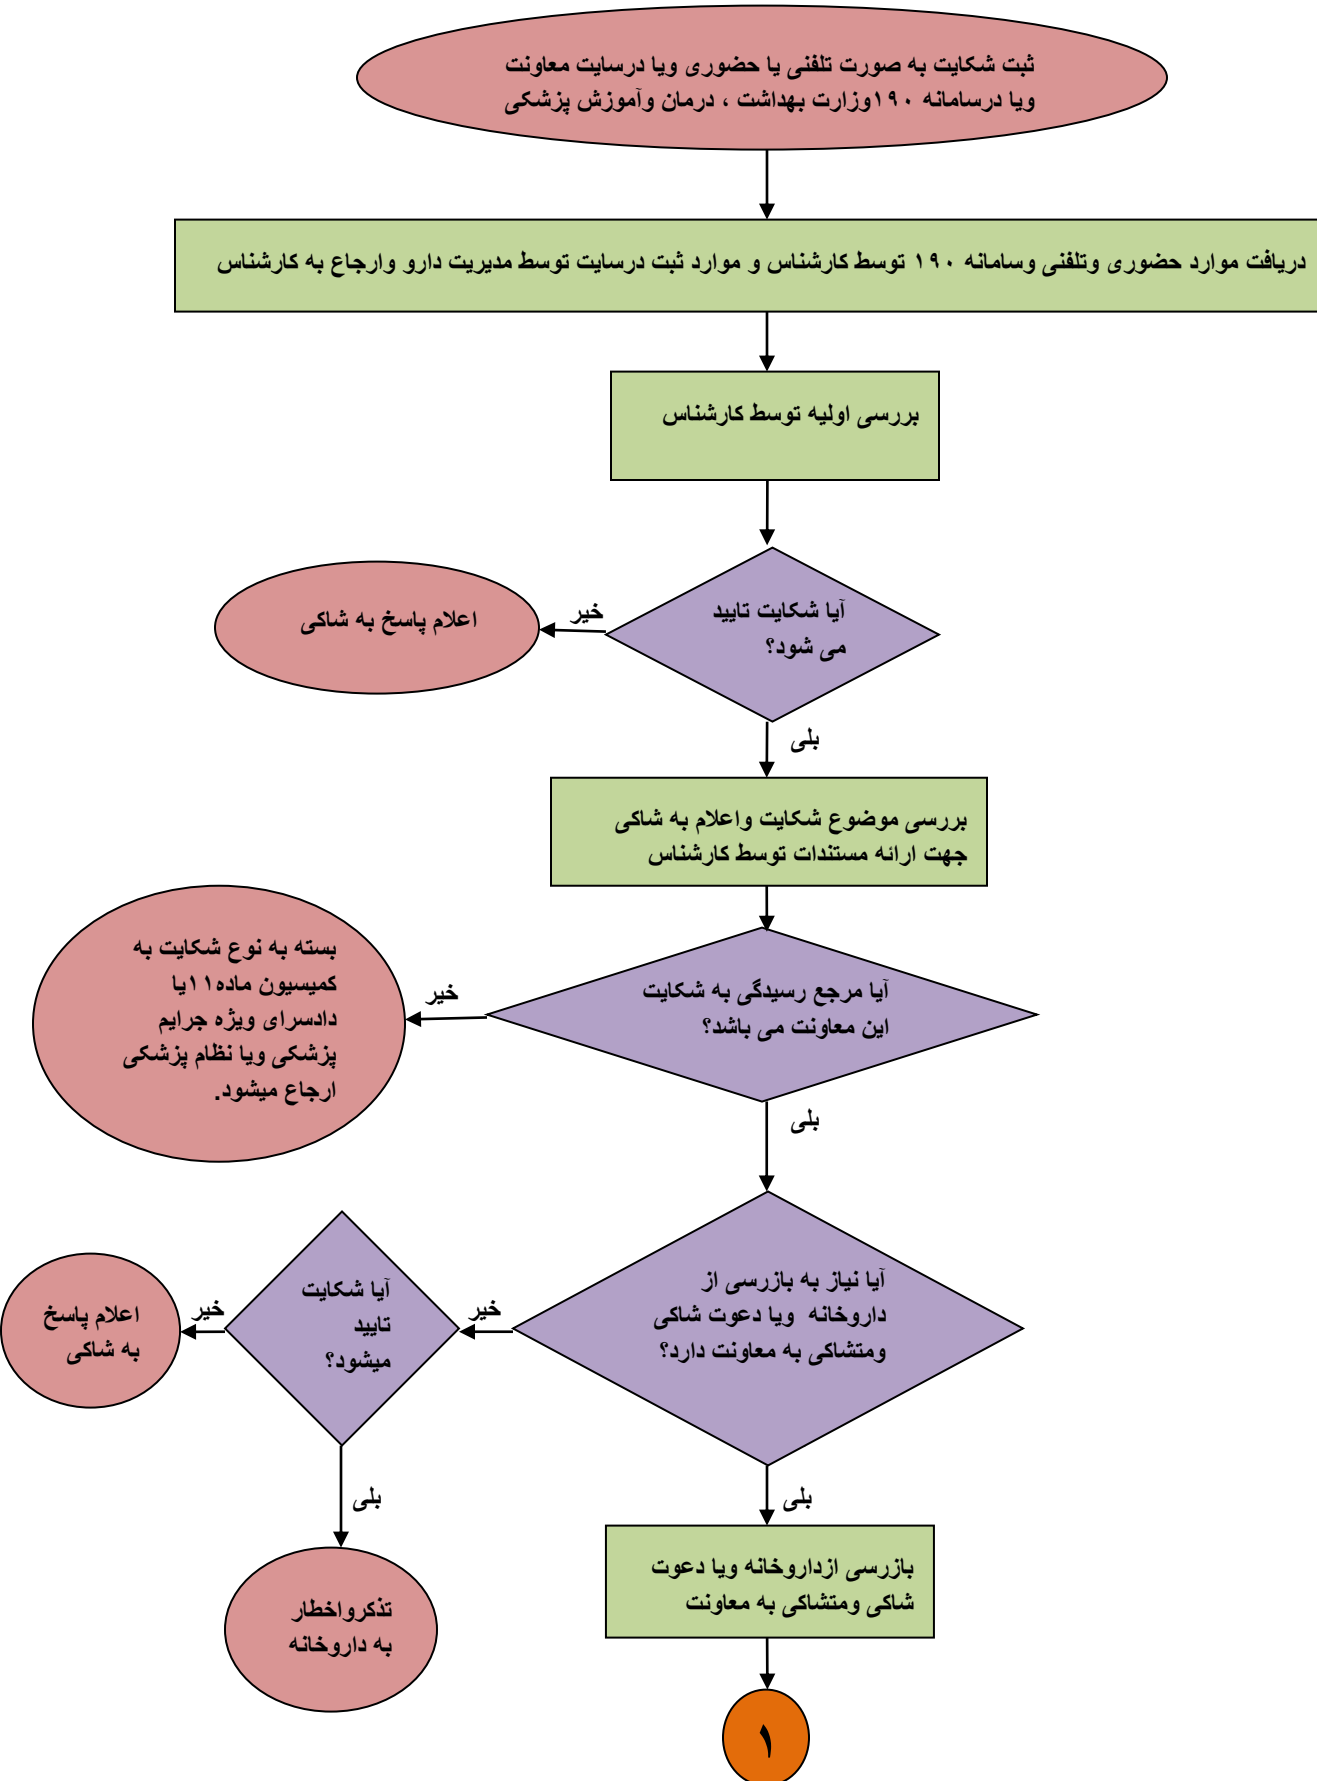 ثبت شکایت به صورت تلفنی یا حضوری ویا درسایت معاونت
ویا درسامانه ۱۹۰وزارت بهداشت ، درمان وآموزش پزشکی
دریافت موارد حضوری وتلفنی وسامانه ۱۹۰ توسط کارشناس و موارد ثبت درسایت توسط مدیریت دارو وارجاع به کارشناس
بررسی اولیه توسط کارشناس
آیا شکایت تایید
می شود؟
خیر
اعلام پاسخ به شاکی
بلی
بررسی موضوع شکایت واعلام به شاکی
جهت ارائه مستندات توسط کارشناس
آیا مرجع رسیدگی به شکایت
این معاونت می باشد؟
خیر
بسته به نوع شکایت به
کمیسیون ماده۱۱یا
دادسرای ویژه جرایم
پزشکی ویا نظام پزشکی
ارجاع میشود.
بلی
آیا نیاز به بازرسی از
داروخانه ویا دعوت شاکی
ومتشاکی به معاونت دارد؟
خیر
آیا شکایت
تایید
میشود؟
خیر
اعلام پاسخ
به شاکی
بلی
تذکرواخطار
به داروخانه
بلی
بازرسی ازداروخانه ویا دعوت
شاکی ومتشاکی به معاونت
۱